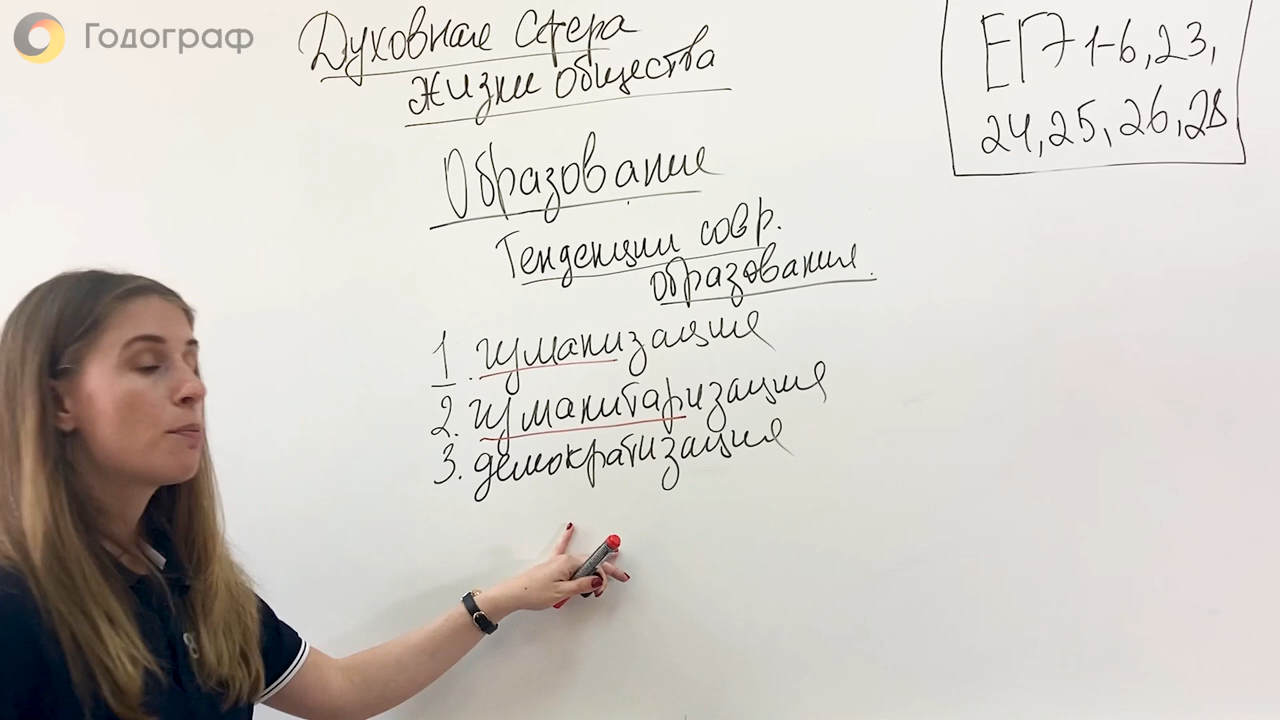 Годограф
Духовная сфера
жизни общества
Образование
Тенденции совр.
образования.
1. гуманизация
2. гуманитаризация
3. демократизация
ЕГЭ 1-6, 23,
24, 25, 26, 28